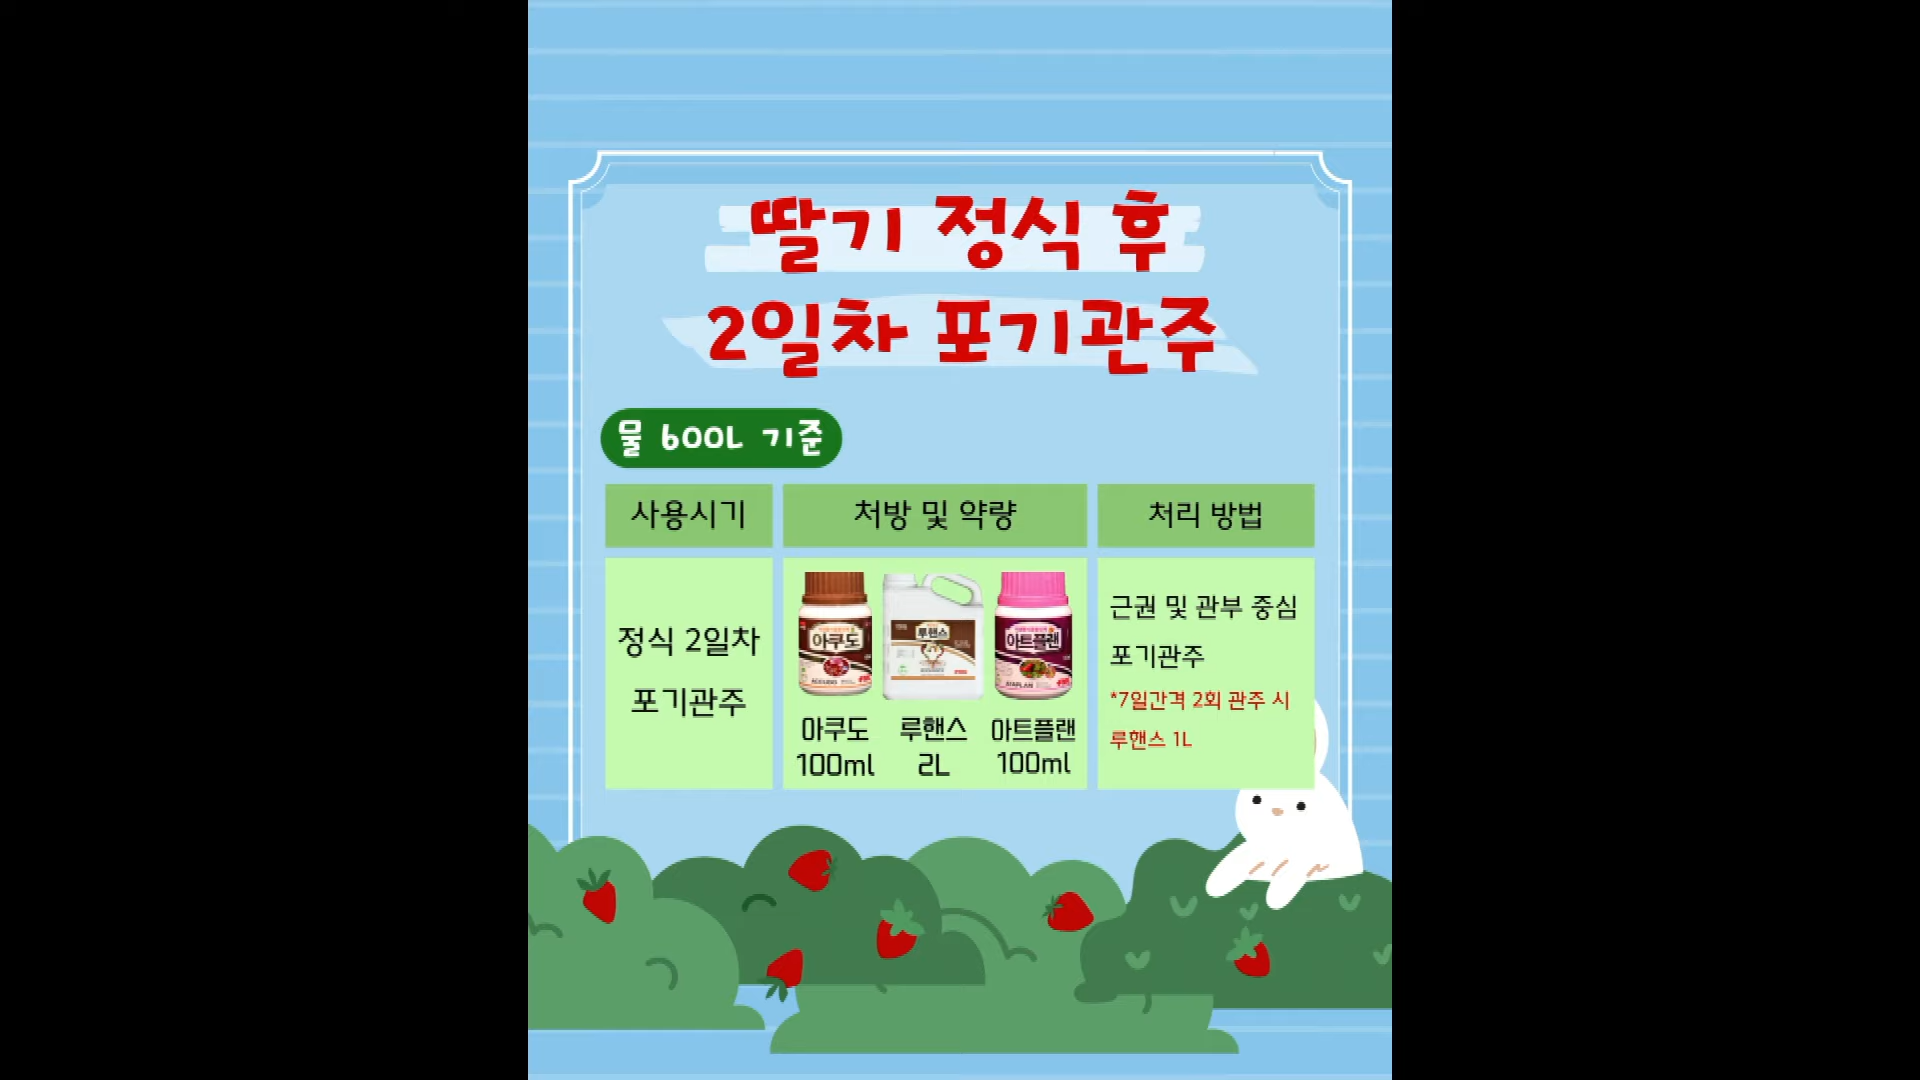 딸기 정식 후
2일차 포기관주
물 600L 기준
사용시기
처방 및 약량
처리 방법
정식 2일차
포기관주
아쿠도
루핸스
아트플랜
아쿠도
100ml
루핸스
2L
아트플랜
100ml
근권 및 관부 중심
포기관주
*7일간격 2회 관주 시
루핸스 1L